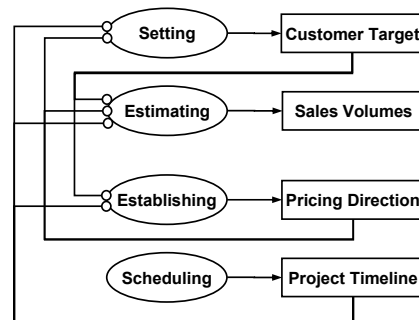 Setting
Customer Target
Estimating
Sales Volumes
Establishing
Pricing Direction
Scheduling
Project Timeline